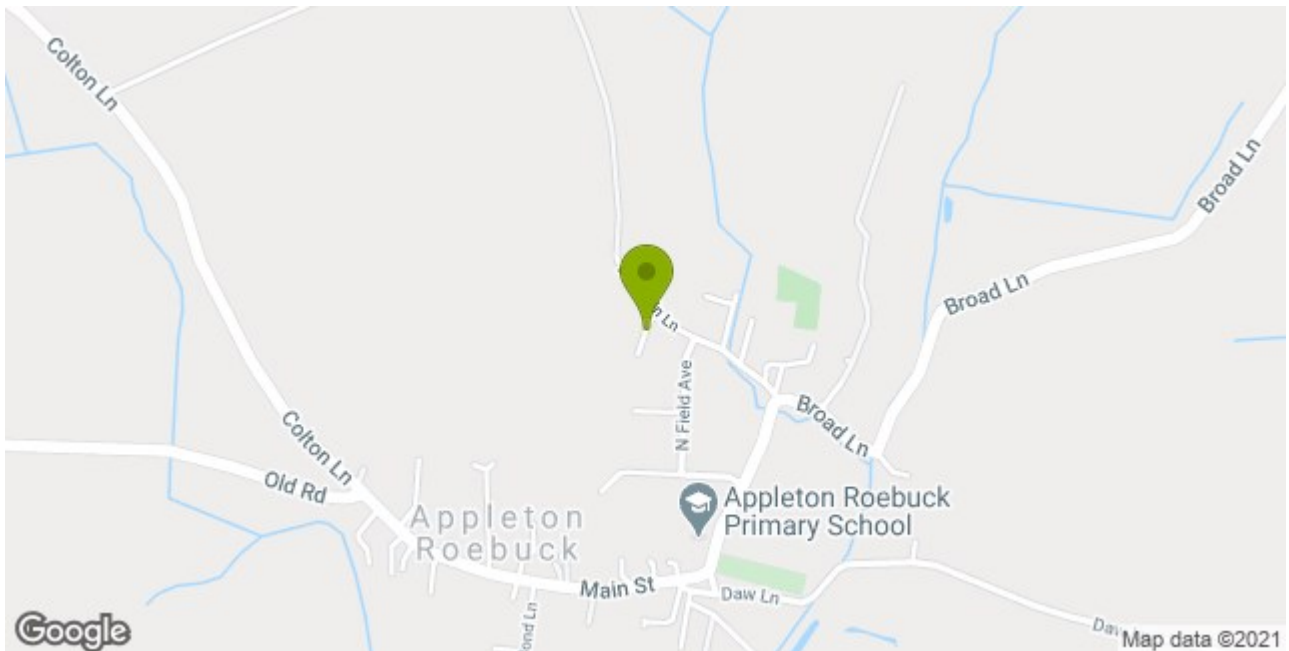 Colton Ln
Broad Ln
Broad Ln
N Field Ave
Broad Ln
Colton Ln
Old Rd
Appleton Roebuck
Primary School
Appleton
Roebuck
Main St
Daw Ln
Google
Map data ©2021